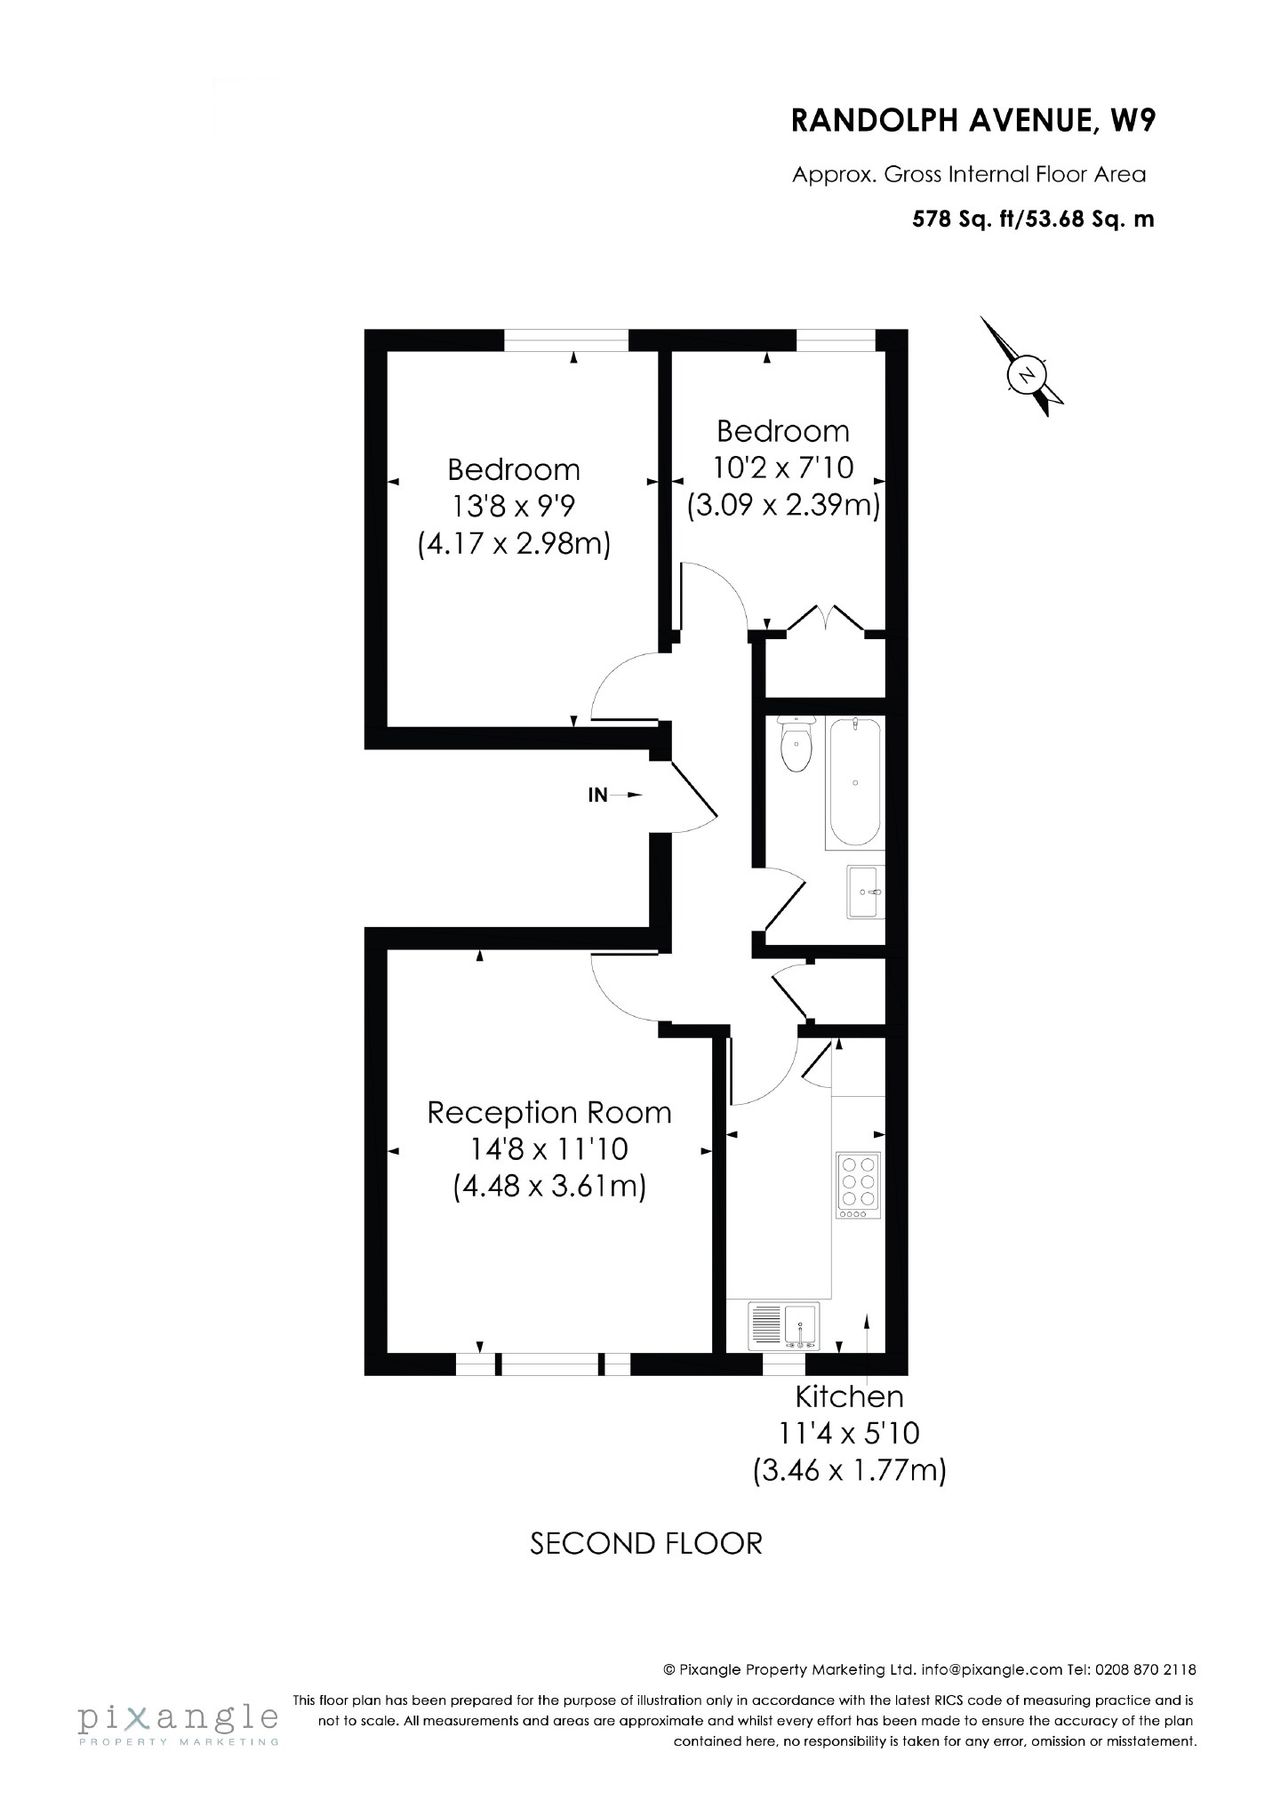 RANDOLPH AVENUE, W9
Approx. Gross Internal Floor Area
578 Sq. ft/53.68 Sq. m
N
Bedroom
13'8 x 9'9
(4.17 x 2.98m)
Bedroom
10'2 x 7'10
(3.09 x 2.39m)
IN
Reception Room
14'8 x 11'10
(4.48 x 3.61m)
Kitchen
11'4 x 5'10
(3.46 x 1.77m)
SECOND FLOOR
© Pixangle Property Marketing Ltd. info@pixangle.com Tel: 0208 870 2118
This floor plan has been prepared for the purpose of illustration only in accordance with the latest RICS code of measuring practice and is
not to scale. All measurements and areas are approximate and whilst every effort has been made to ensure the accuracy of the plan
contained here, no responsibility is taken for any error, omission or misstatement.
pixangle
PROPERTY MARKETING